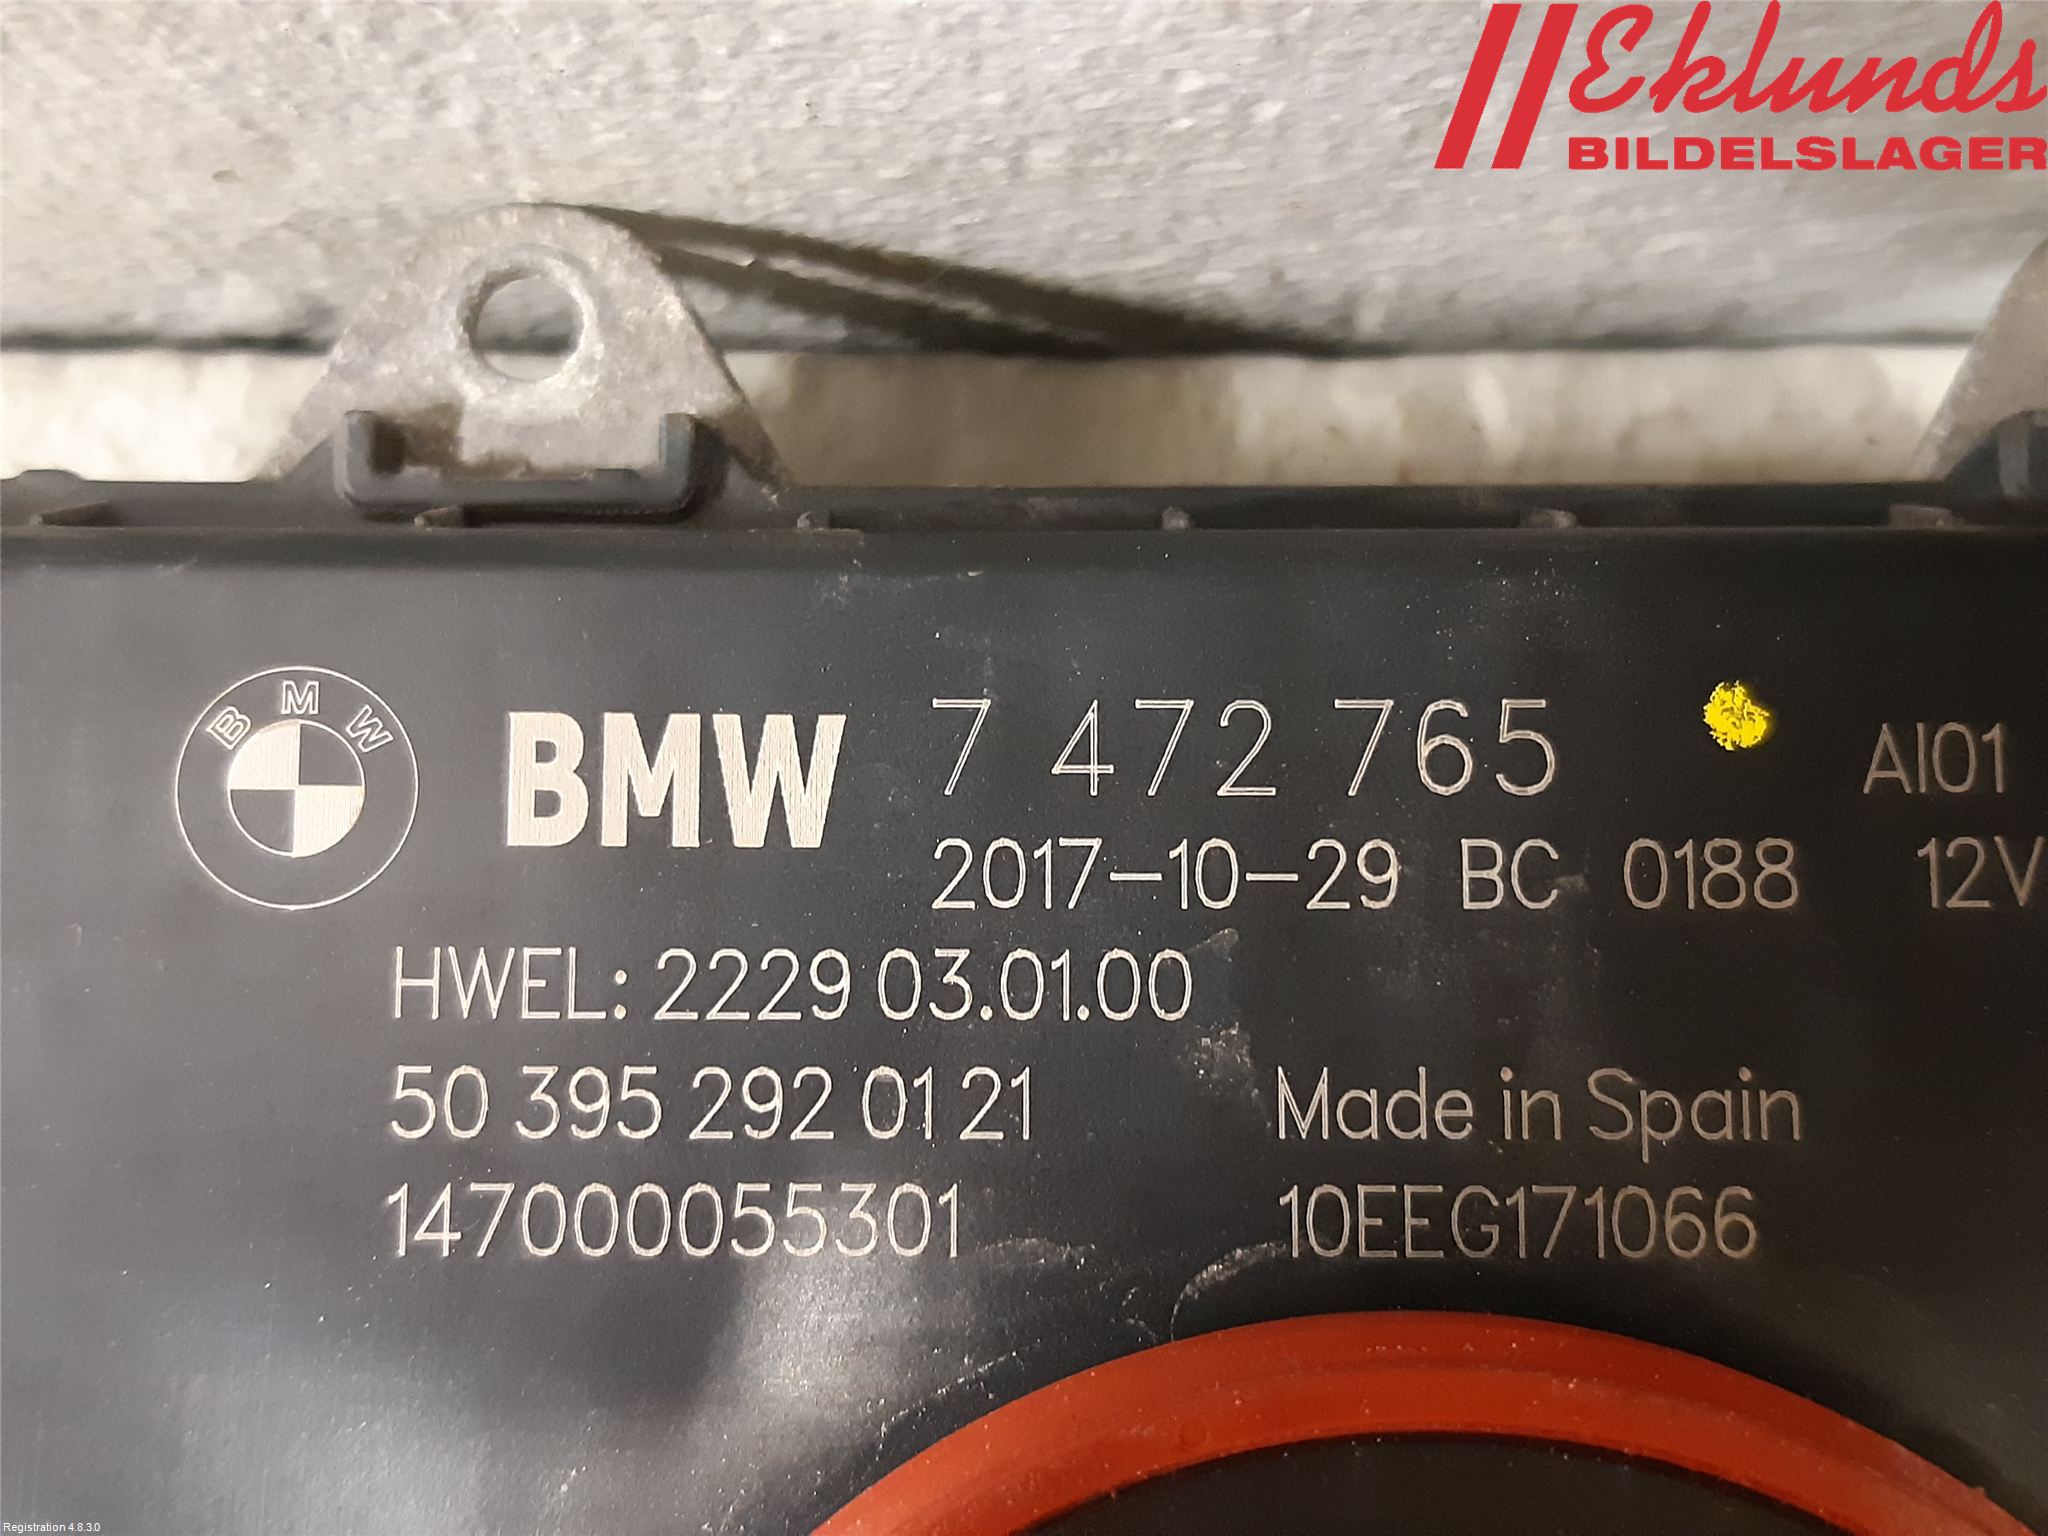 Eklunds
BILDELSLAGER
BMW BMW 7 472 765 AI01
2017-10-29 BC 0188 12V
HWEL: 2229 03.01.00
50 395 292 01 21 Made in Spain
147000055301 10EEG171066
Registration 4.8.3.0